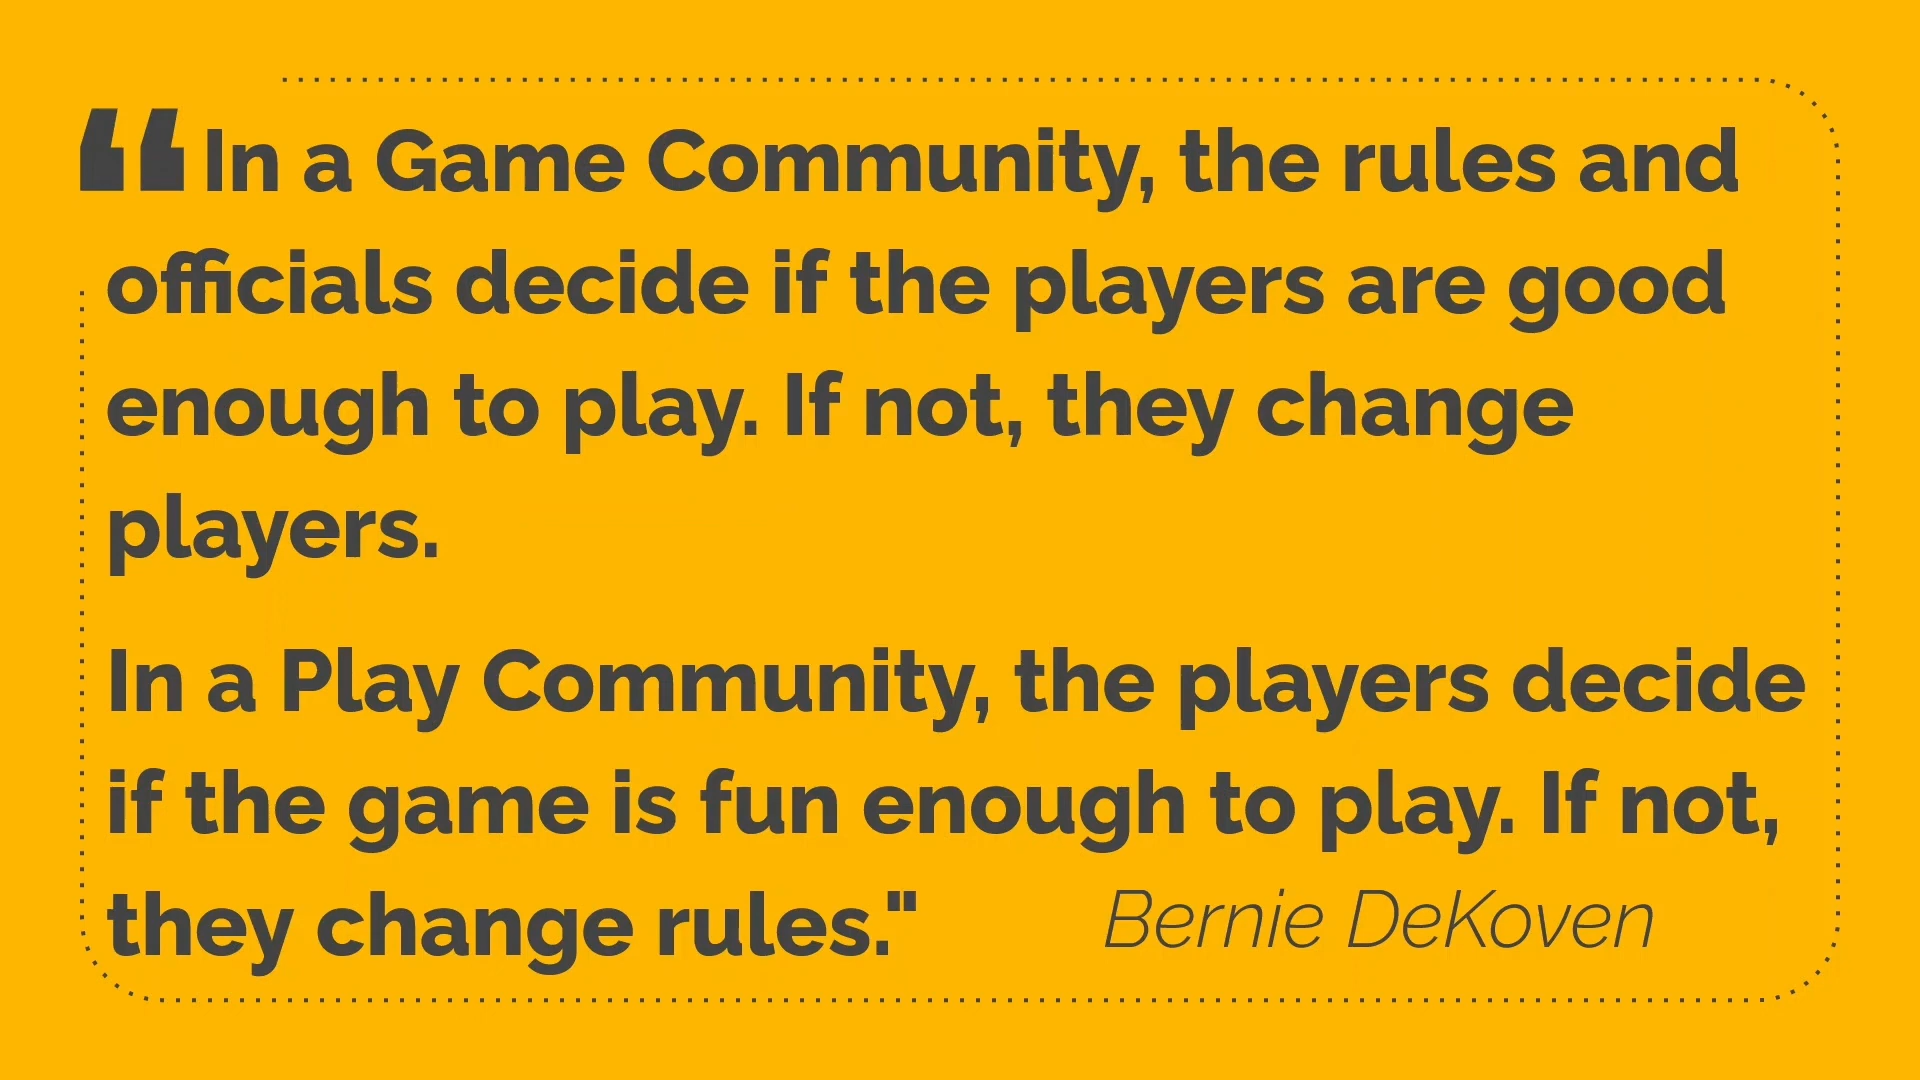 “In a Game Community, the rules and
officials decide if the players are good
enough to play. If not, they change
players.
In a Play Community, the players decide
if the game is fun enough to play. If not,
they change rules." Bernie DeKoven